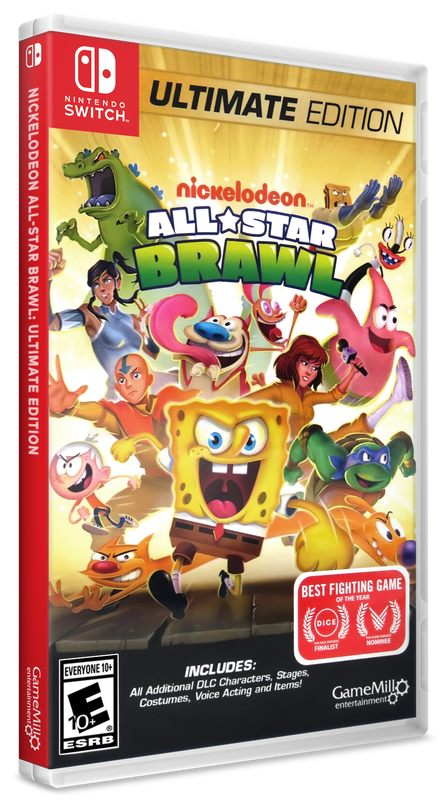 NINTENDO
SWITCH™
ULTIMATE EDITION
nickelodeon™
ALL★STAR
BRAWL
NICKELODEON ALL-STAR BRAWL: ULTIMATE EDITION
BEST FIGHTING GAME
OF THE YEAR
DICE
FINALIST
NOMINEE
EVERYONE 10+
E
10+
ESRB
INCLUDES:
All Additional DLC Characters, Stages,
Costumes, Voice Acting and Items!
GameMill
entertainment
GameMill
entertainment